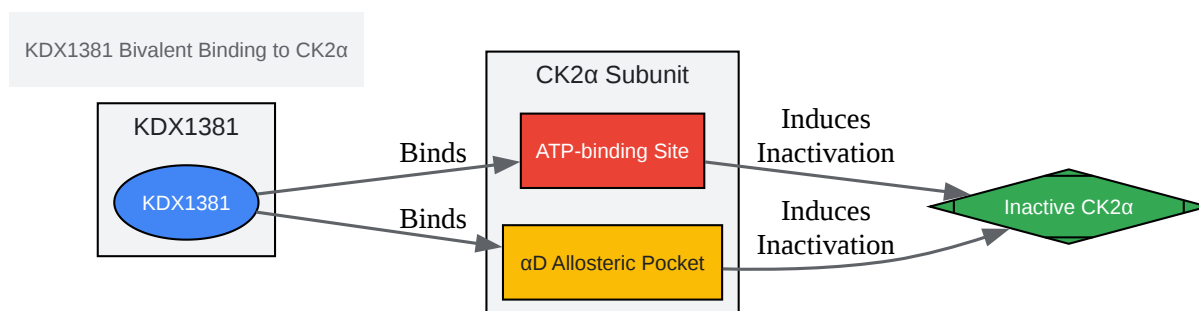 KDX1381 Bivalent Binding to CK2α
KDX1381
KDX1381
Binds
Binds
CK2α Subunit
ATP-binding Site
αD Allosteric Pocket
Induces
Inactivation
Induces
Inactivation
Inactive CK2α